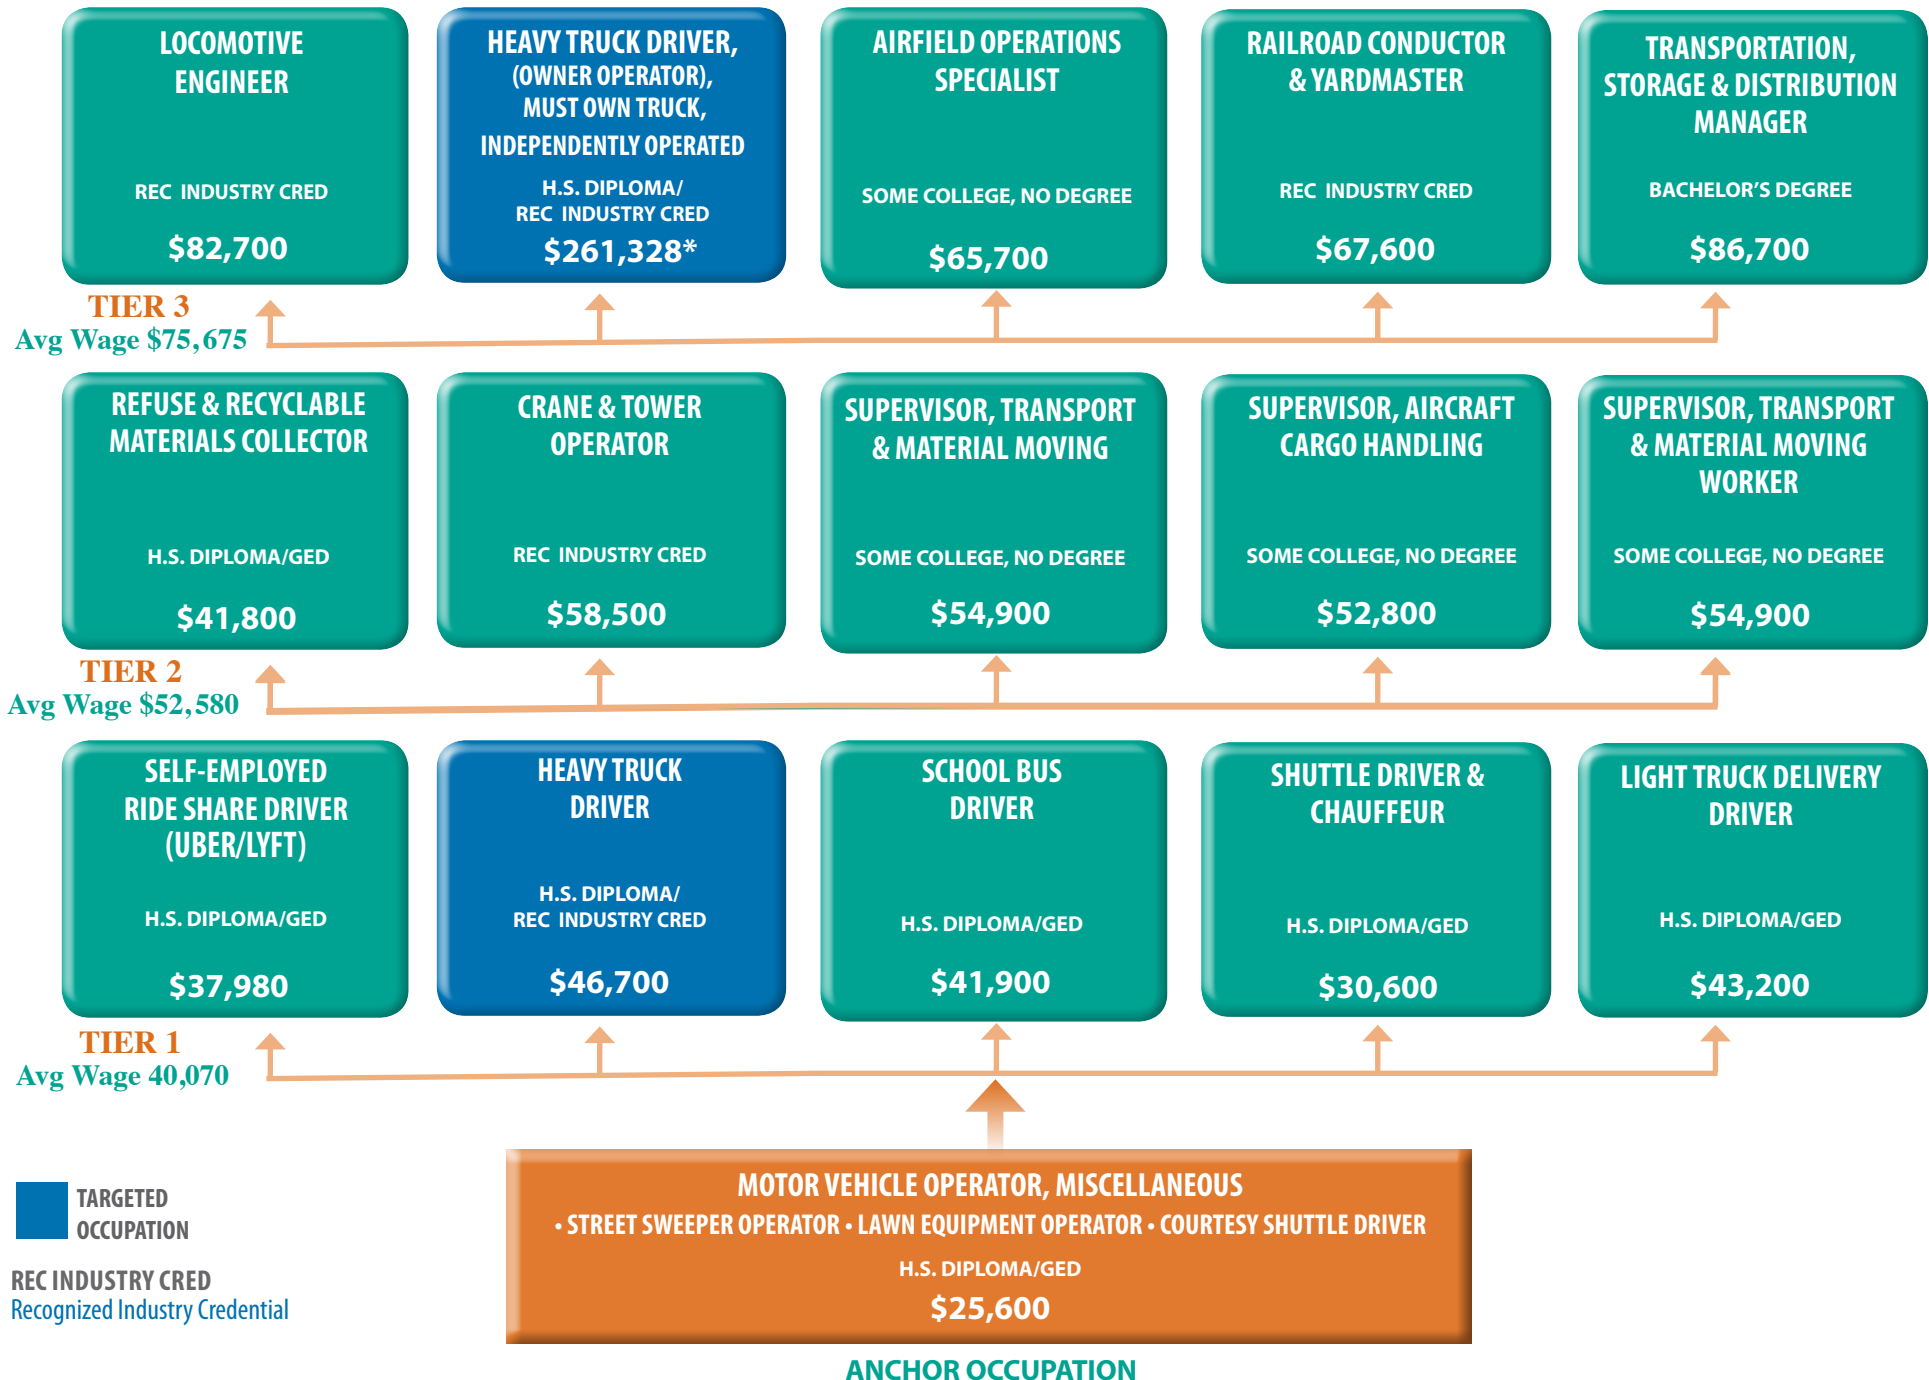 LOCOMOTIVE
ENGINEER
REC INDUSTRY CRED
$82,700
HEAVY TRUCK DRIVER,
(OWNER OPERATOR),
MUST OWN TRUCK,
INDEPENDENTLY OPERATED
H.S. DIPLOMA/
REC INDUSTRY CRED
$261,328*
AIRFIELD OPERATIONS
SPECIALIST
SOME COLLEGE, NO DEGREE
$65,700
RAILROAD CONDUCTOR
& YARDMASTER
REC INDUSTRY CRED
$67,600
TRANSPORTATION,
STORAGE & DISTRIBUTION
MANAGER
BACHELOR'S DEGREE
$86,700
TIER 3
Avg Wage $75,675
REFUSE & RECYCLABLE
MATERIALS COLLECTOR
H.S. DIPLOMA/GED
$41,800
CRANE & TOWER
OPERATOR
REC INDUSTRY CRED
$58,500
SUPERVISOR, TRANSPORT
& MATERIAL MOVING
SOME COLLEGE, NO DEGREE
$54,900
SUPERVISOR, AIRCRAFT
CARGO HANDLING
SOME COLLEGE, NO DEGREE
$52,800
SUPERVISOR, TRANSPORT
& MATERIAL MOVING
WORKER
SOME COLLEGE, NO DEGREE
$54,900
TIER 2
Avg Wage $52,580
SELF-EMPLOYED
RIDE SHARE DRIVER
(UBER/LYFT)
H.S. DIPLOMA/GED
$37,980
HEAVY TRUCK
DRIVER
H.S. DIPLOMA/
REC INDUSTRY CRED
$46,700
SCHOOL BUS
DRIVER
H.S. DIPLOMA/GED
$41,900
SHUTTLE DRIVER &
CHAUFFEUR
H.S. DIPLOMA/GED
$30,600
LIGHT TRUCK DELIVERY
DRIVER
H.S. DIPLOMA/GED
$43,200
TIER 1
Avg Wage 40,070
MOTOR VEHICLE OPERATOR, MISCELLANEOUS
• STREET SWEEPER OPERATOR • LAWN EQUIPMENT OPERATOR • COURTESY SHUTTLE DRIVER
H.S. DIPLOMA/GED
$25,600
ANCHOR OCCUPATION
TARGETED
OCCUPATION
REC INDUSTRY CRED
Recognized Industry Credential